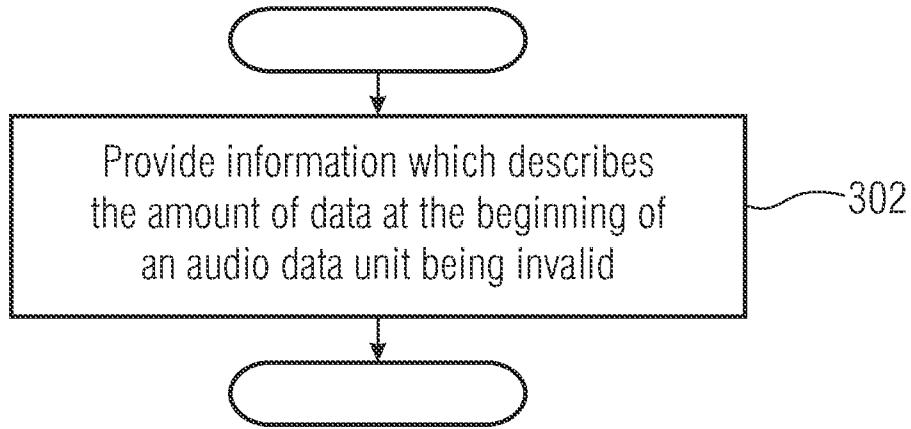 Provide information which describes
the amount of data at the beginning of
an audio data unit being invalid
302